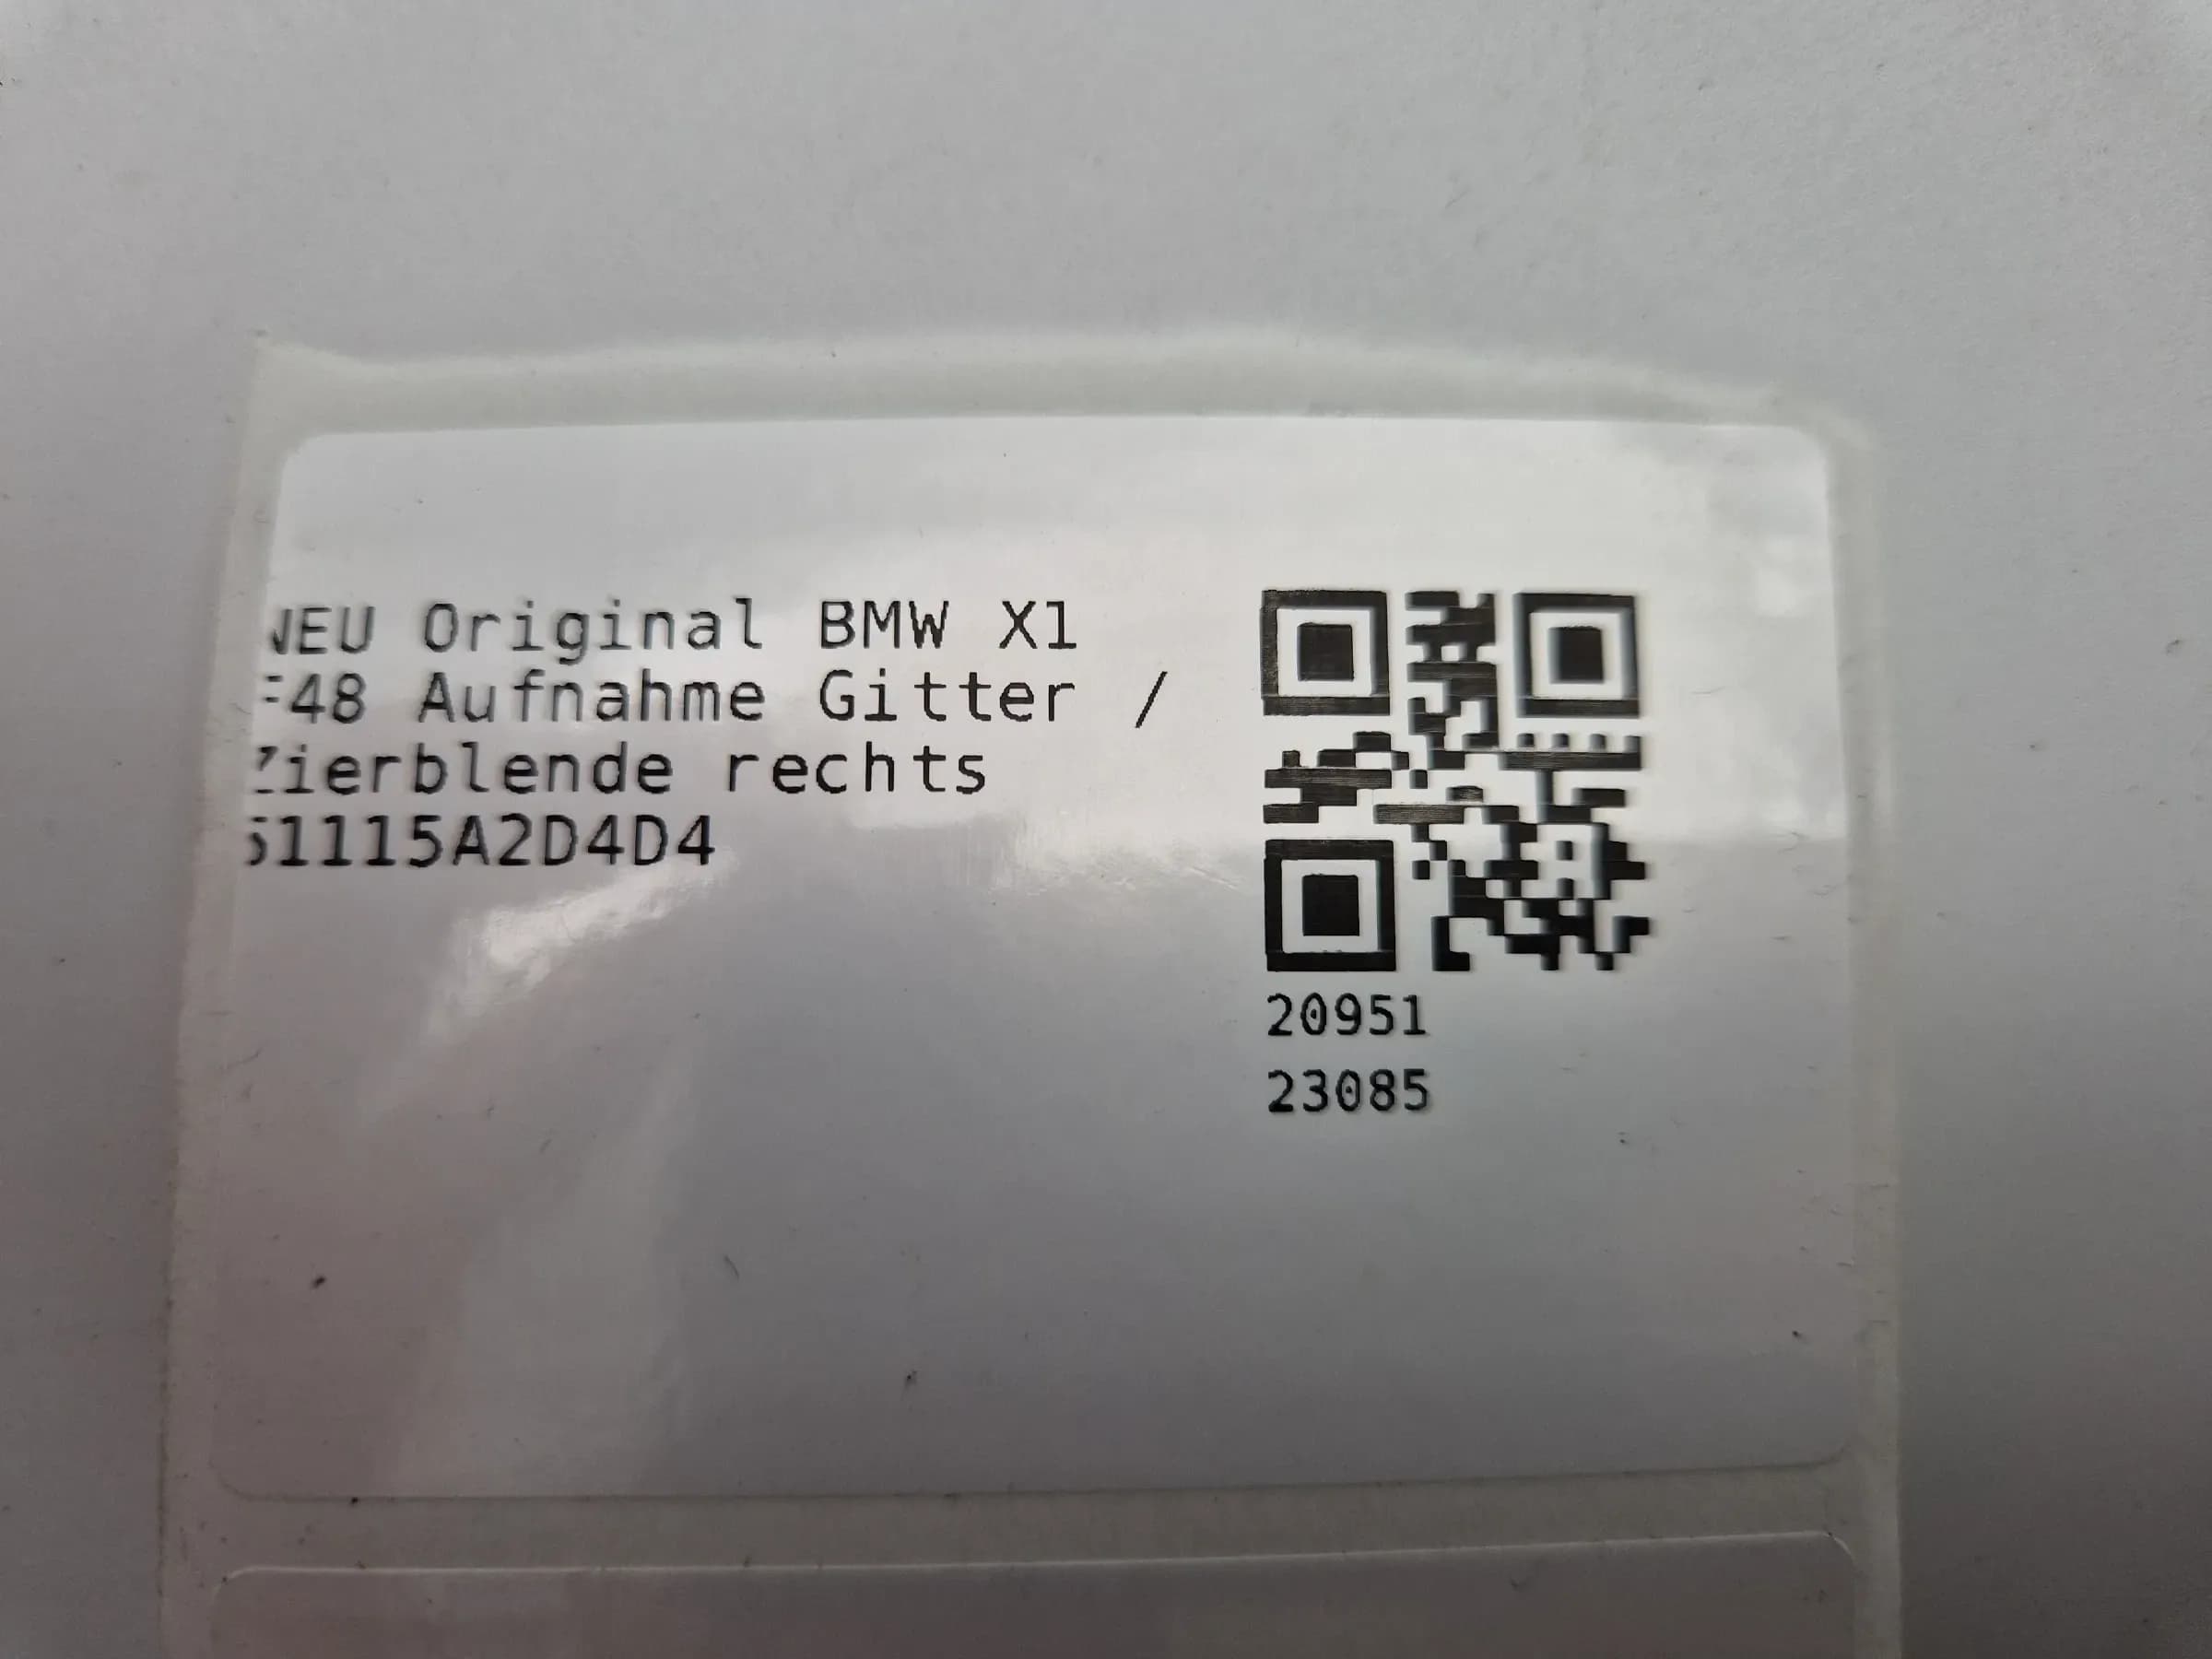 NEU Original BMW X1
F48 Aufnahme Gitter /
Zierblende rechts
51115A2D4D4
20951
23085